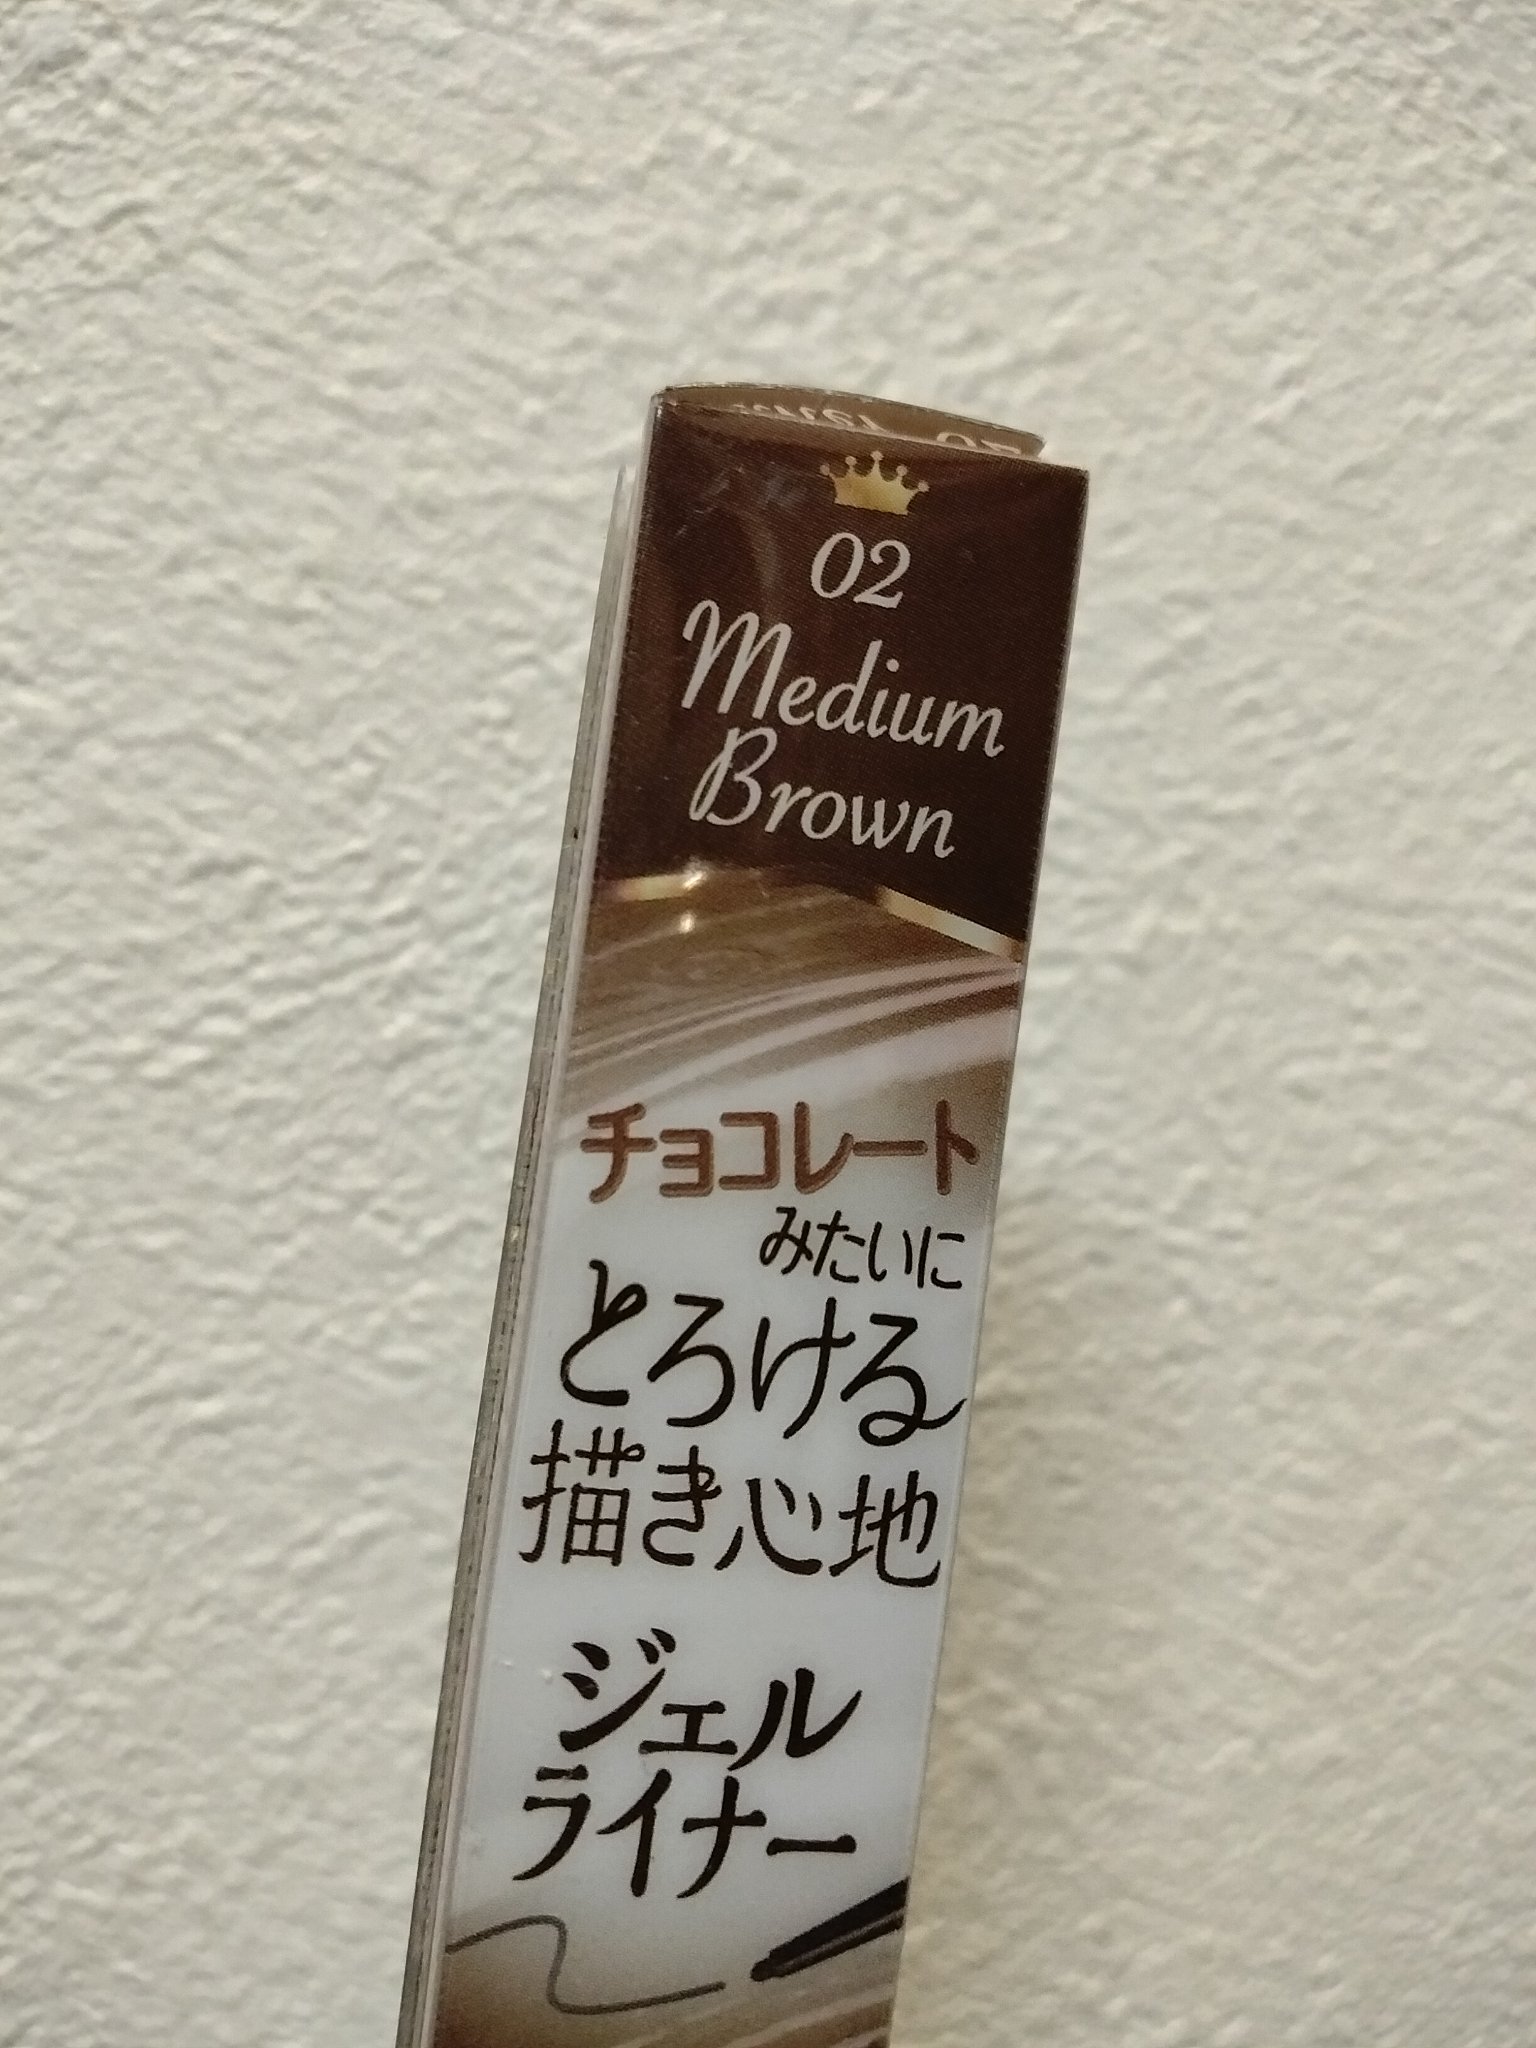 02
Medium
Brown
チョコレート
みたいに
とろける
描き心地
ジェル
ライナー